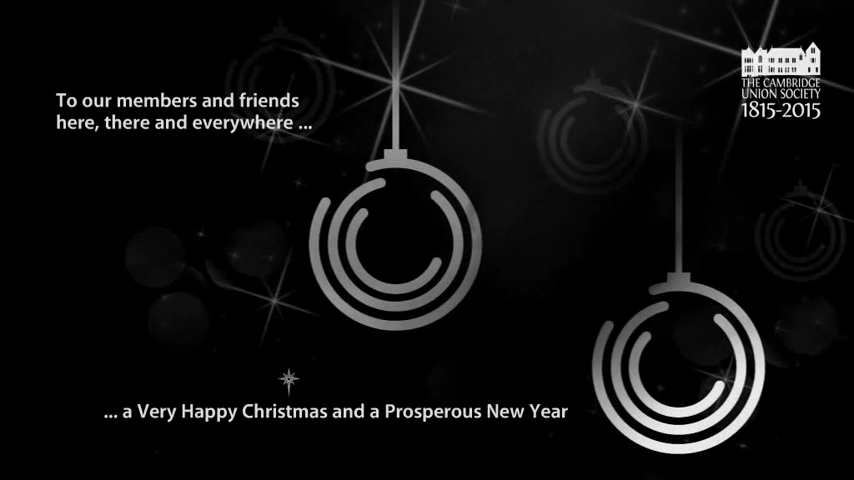 To our members and friends
here, there and everywhere ...
THE CAMBRIDGE
UNION SOCIETY
1815-2015
... a Very Happy Christmas and a Prosperous New Year